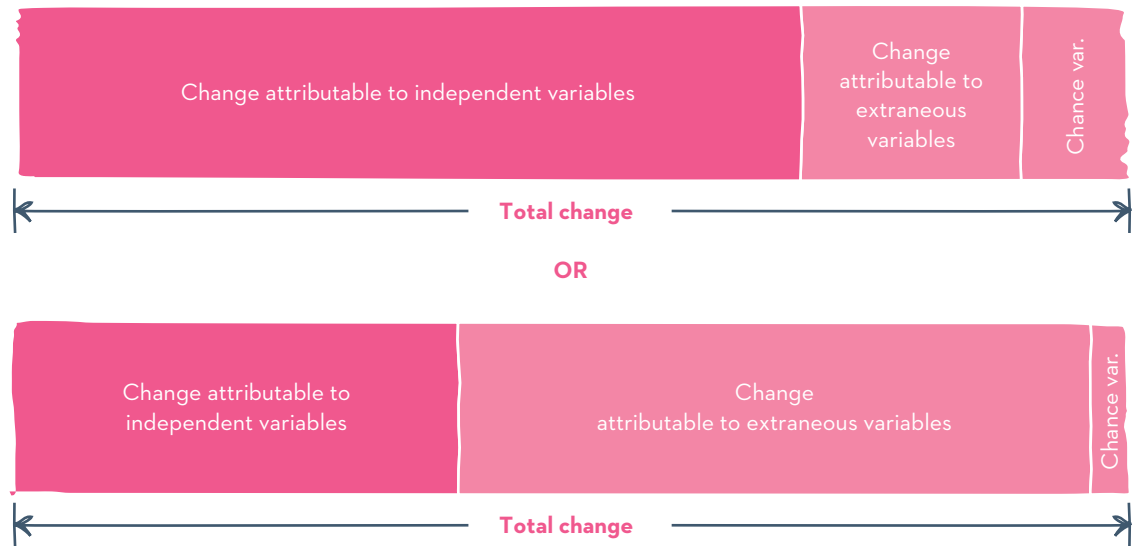 Change attributable to independent variables
Change
attributable to
extraneous
variables
Chance var.
Total change
OR
Change attributable to
independent variables
Change
attributable to extraneous variables
Chance var.
Total change